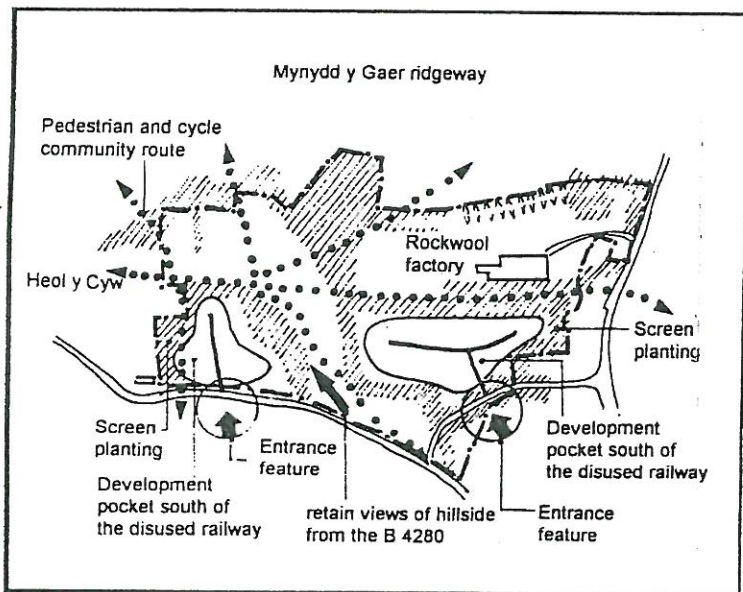 Mynydd y Gaer ridgeway
Pedestrian and cycle
community route
Rockwool
factory
Heol y Cyw
Screen
planting
Screen
planting
Entrance
feature
Development
pocket south of
the disused railway
Development
pocket south of
the disused railway
retain views of hillside
from the B 4280
Entrance
feature